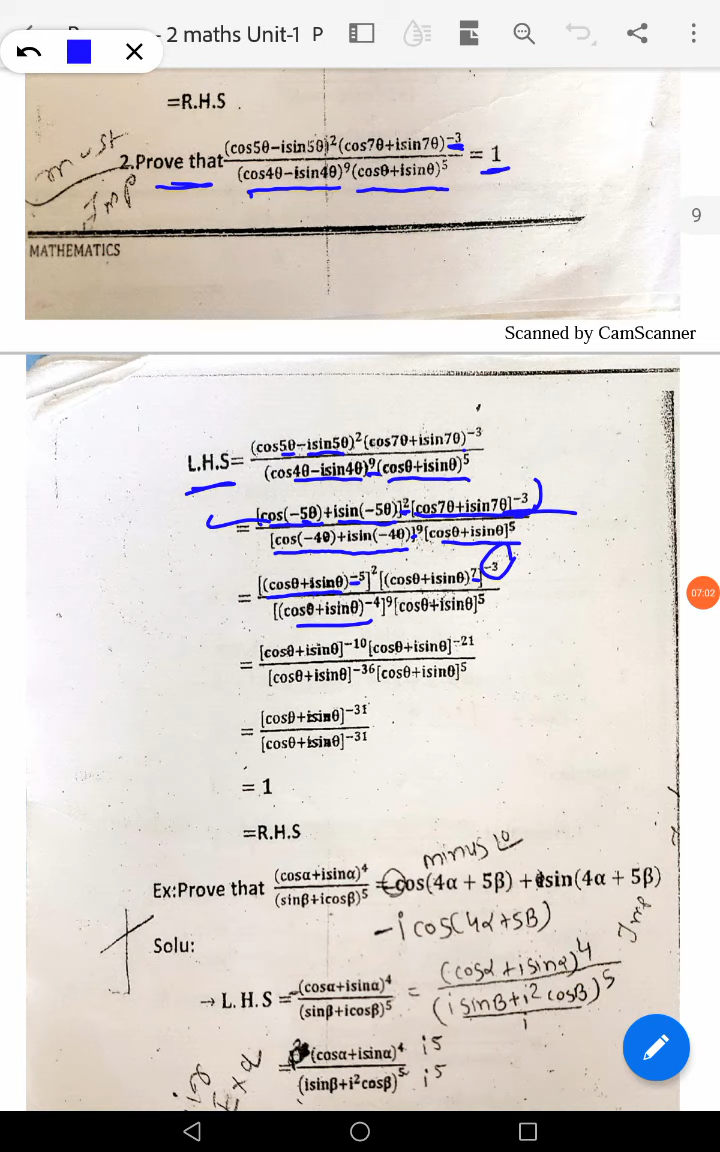 - 2 maths Unit-1 P
=R.H.S
must
Imp
2.Prove that (cos5θ-isin5θ)²(cos7θ+isin7θ)⁻³ / (cos4θ-isin4θ)⁹(cosθ+isinθ)⁵ = 1
9
MATHEMATICS
Scanned by CamScanner
L.H.S= (cos5θ-isin5θ)²(cos7θ+isin7θ)⁻³ / (cos4θ-isin4θ)⁹(cosθ+isinθ)⁵
= [cos(-5θ)+isin(-5θ)]²[cos7θ+isin7θ]⁻³ / [cos(-4θ)+isin(-4θ)]⁹[cosθ+isinθ]⁵
= [(cosθ+isinθ)⁻⁵]²[(cosθ+isinθ)⁷]⁻³ / [(cosθ+isinθ)⁻⁴]⁹[cosθ+isinθ]⁵
07:02
= [cosθ+isinθ]⁻¹⁰[cosθ+isinθ]⁻²¹ / [cosθ+isinθ]⁻³⁶[cosθ+isinθ]⁵
= [cosθ+isinθ]⁻³¹ / [cosθ+isinθ]⁻³¹
= 1
=R.H.S
minus
Ex:Prove that (cosα+isinα)⁴ / (sinβ+icosβ)⁵ = cos(4α + 5β) + isin(4α + 5β)
-i cos(4α+5β)
Imp
Solu:
→ L. H. S = (cosα+isinα)⁴ / (sinβ+icosβ)⁵ = (cosα+isinα)⁴ / (i sinβ+i² cosβ / i)⁵
= (cosα+isinα)⁴ i5 / (isinβ+i²cosβ)⁵ i5